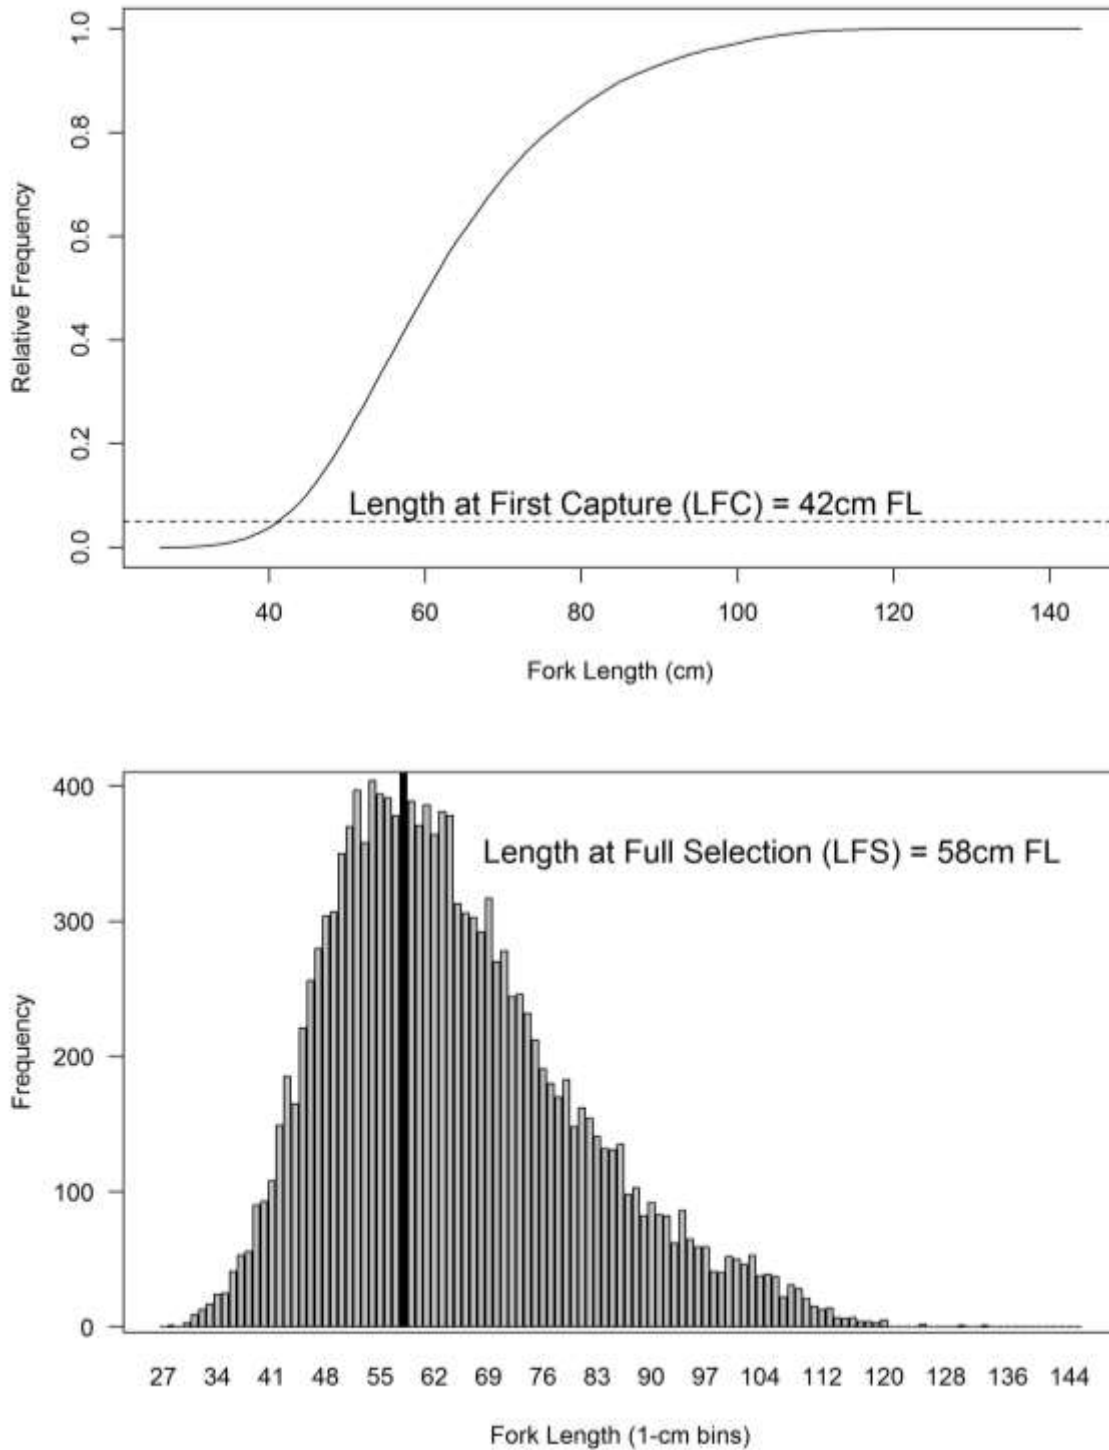 1.0
0.8
0.6
0.4
0.2
0.0
Relative Frequency
Length at First Capture (LFC) = 42cm FL
40 60 80 100 120 140
Fork Length (cm)
400
300
200
100
0
Frequency
Length at Full Selection (LFS) = 58cm FL
27 34 41 48 55 62 69 76 83 90 97 104 112 120 128 136 144
Fork Length (1-cm bins)